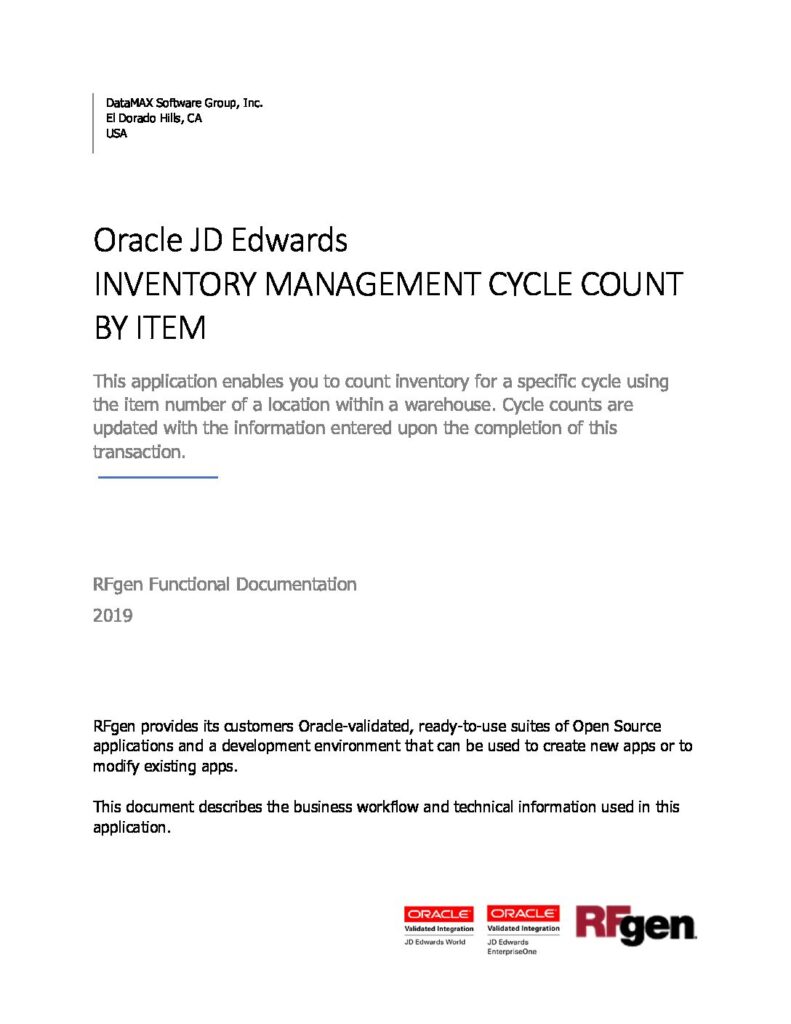 DataMAX Software Group, Inc.
El Dorado Hills, CA
USA
Oracle JD Edwards
INVENTORY MANAGEMENT CYCLE COUNT
BY ITEM
This application enables you to count inventory for a specific cycle using
the item number of a location within a warehouse. Cycle counts are
updated with the information entered upon the completion of this
transaction.
RFgen Functional Documentation
2019
RFgen provides its customers Oracle-validated, ready-to-use suites of Open Source
applications and a development environment that can be used to create new apps or to
modify existing apps.
This document describes the business workflow and technical information used in this
application.
ORACLE
Validated Integration
JD Edwards World
ORACLE
Validated Integration
JD Edwards
EnterpriseOne
RFgen